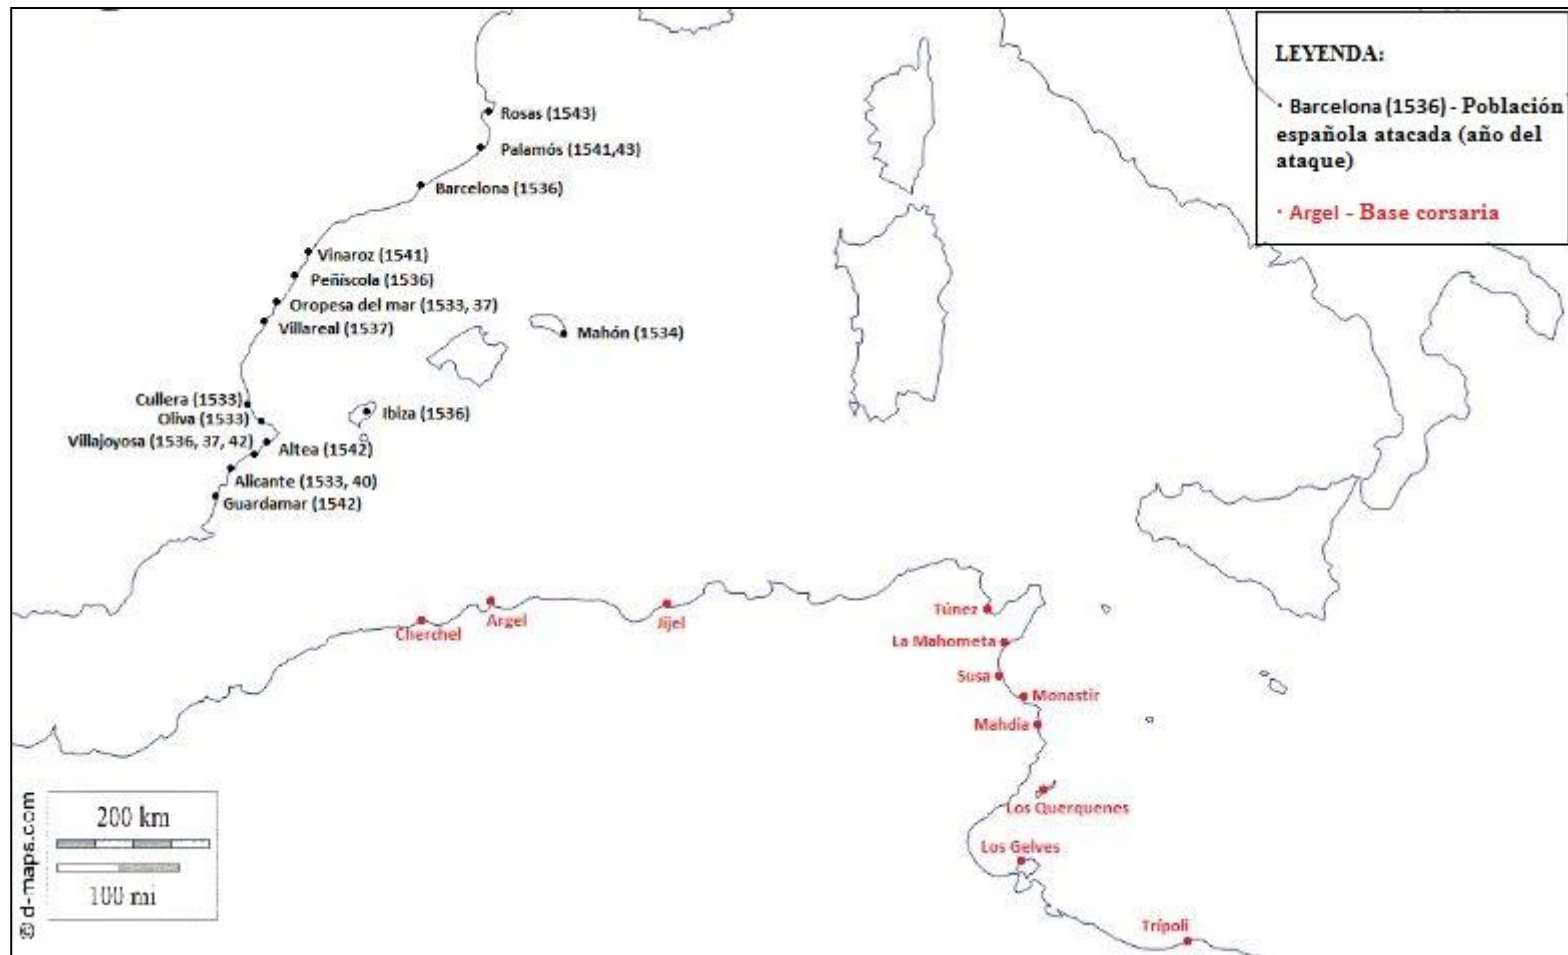 LEYENDA:
· Barcelona (1536) - Población
española atacada (año del
ataque)
· Argel - Base corsaria
Rosas (1543)
Palamós (1541,43)
Barcelona (1536)
Vinaroz (1541)
Peñíscola (1536)
Oropesa del mar (1533, 37)
Villareal (1537)
Mahón (1534)
Cullera (1533)
Ibiza (1536)
Oliva (1533)
Villajoyosa (1536, 37, 42)
Altea (1542)
Alicante (1533, 40)
Guardamar (1542)
Cherchel
Argel
Jijel
Túnez
La Mahometa
Susa
Monastir
Mahdia
Los Querquenes
Los Gelves
Trípoli
200 km
100 mi
© d-maps.com